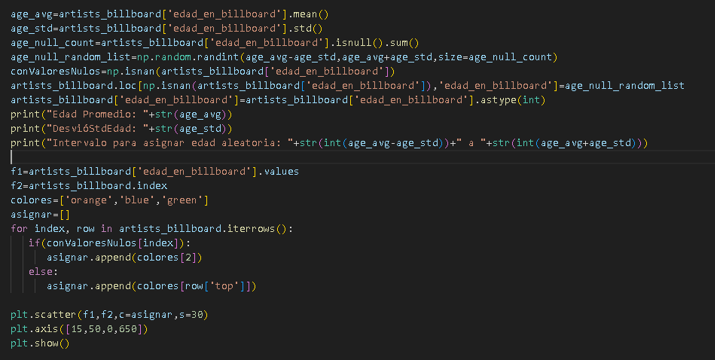 age_avg=artists_billboard['edad_en_billboard'].mean()
age_std=artists_billboard['edad_en_billboard'].std()
age_null_count=artists_billboard['edad_en_billboard'].isnull().sum()
age_null_random_list=np.random.randint(age_avg-age_std,age_avg+age_std,size=age_null_count)
conValoresNulos=np.isnan(artists_billboard['edad_en_billboard'])
artists_billboard.loc[np.isnan(artists_billboard['edad_en_billboard']),'edad_en_billboard']=age_null_random_list
artists_billboard['edad_en_billboard']=artists_billboard['edad_en_billboard'].astype(int)
print("Edad Promedio: "+str(age_avg))
print("DesvióStdEdad: "+str(age_std))
print("Intervalo para asignar edad aleatoria: "+str(int(age_avg-age_std))+" a "+str(int(age_avg+age_std)))
f1=artists_billboard['edad_en_billboard'].values
f2=artists_billboard.index
colores=['orange','blue','green']
asignar=[]
for index, row in artists_billboard.iterrows():
    if(conValoresNulos[index]):
        asignar.append(colores[2])
    else:
        asignar.append(colores[row['top']])
plt.scatter(f1,f2,c=asignar,s=30)
plt.axis([15,50,0,650])
plt.show()